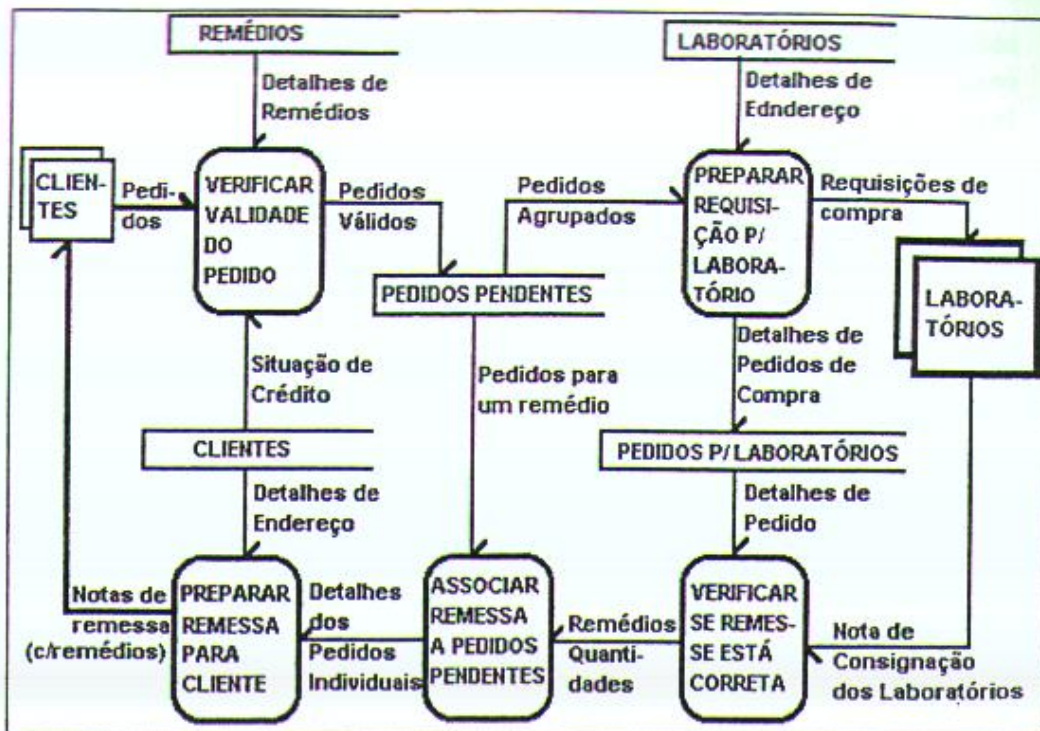 REMÉDIOS
LABORATÓRIOS
Detalhes de
Remédios
Detalhes de
Edndereço
CLIEN-
TES
Pedi-
dos
VERIFICAR
VALIDADE
DO
PEDIDO
Pedidos
Válidos
Pedidos
Agrupados
PREPARAR
REQUISI-
ÇÃO P/
LABORA-
TÓRIO
Requisições de
compra
PEDIDOS PENDENTES
LABORA-
TÓRIOS
Situação de
Crédito
Pedidos para
um remédio
Detalhes de
Pedidos de
Compra
CLIENTES
PEDIDOS P/ LABORATÓRIOS
Detalhes de
Endereço
Detalhes de
Pedido
Notas de
remessa
(c/remédios)
PREPARAR
REMESSA
PARA
CLIENTE
Detalhes
dos
Pedidos
Individuais
ASSOCIAR
REMESSA
A PEDIDOS
PENDENTES
Remédios
Quanti-
dades
VERIFICAR
SE REMES-
SE ESTÁ
CORRETA
Nota de
Consignação
dos Laboratórios